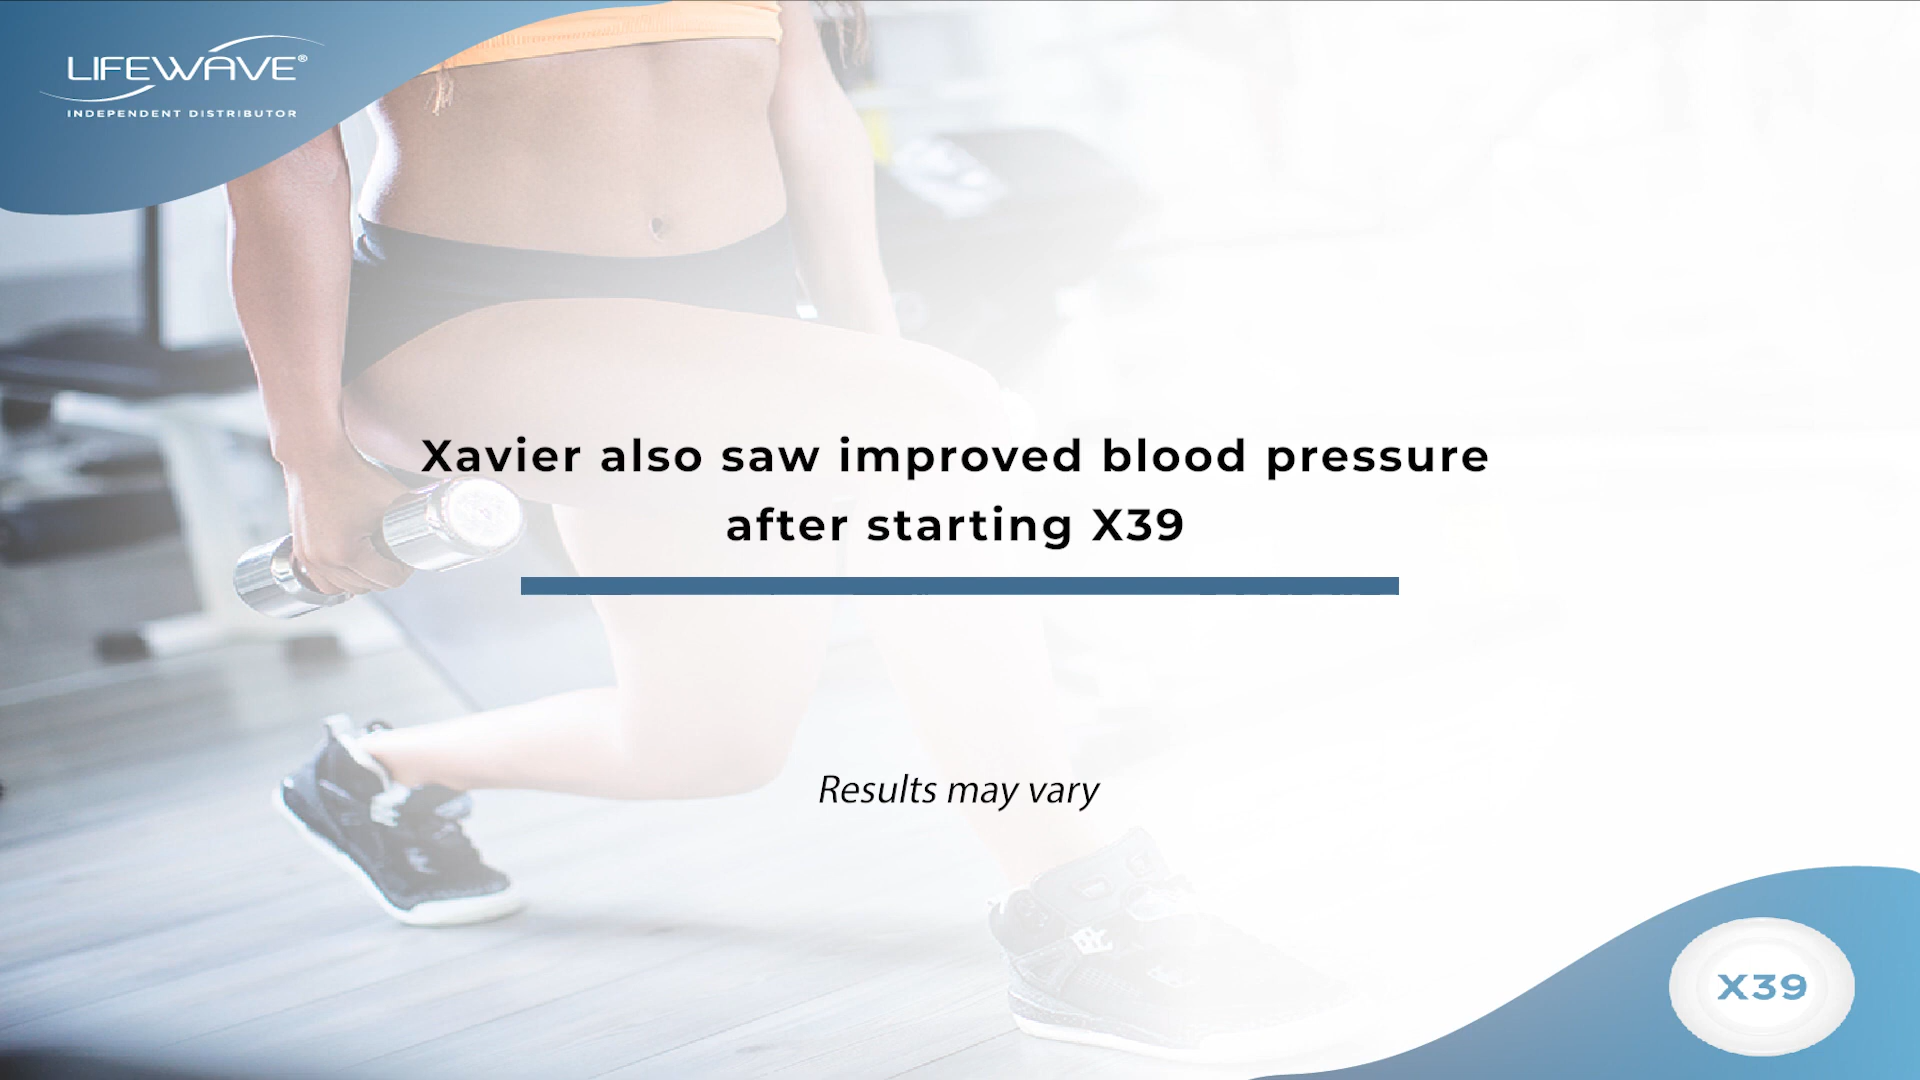 LIFEWAVE®
INDEPENDENT DISTRIBUTOR
Xavier also saw improved blood pressure
after starting X39
Results may vary
X39